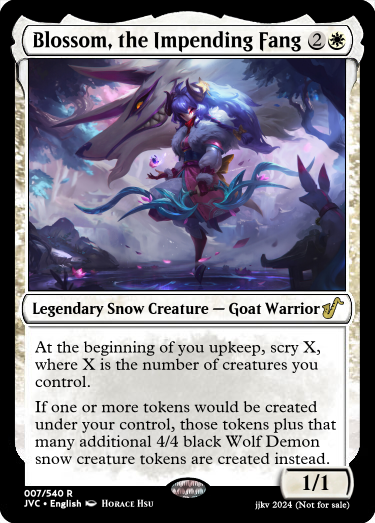 Blossom, the Impending Fang 2
Legendary Snow Creature — Goat Warrior
At the beginning of you upkeep, scry X,
where X is the number of creatures you
control.
If one or more tokens would be created
under your control, those tokens plus that
many additional 4/4 black Wolf Demon
snow creature tokens are created instead.
1/1
007/540 R
JVC • English Horace Hsu
jjkv 2024 (Not for sale)